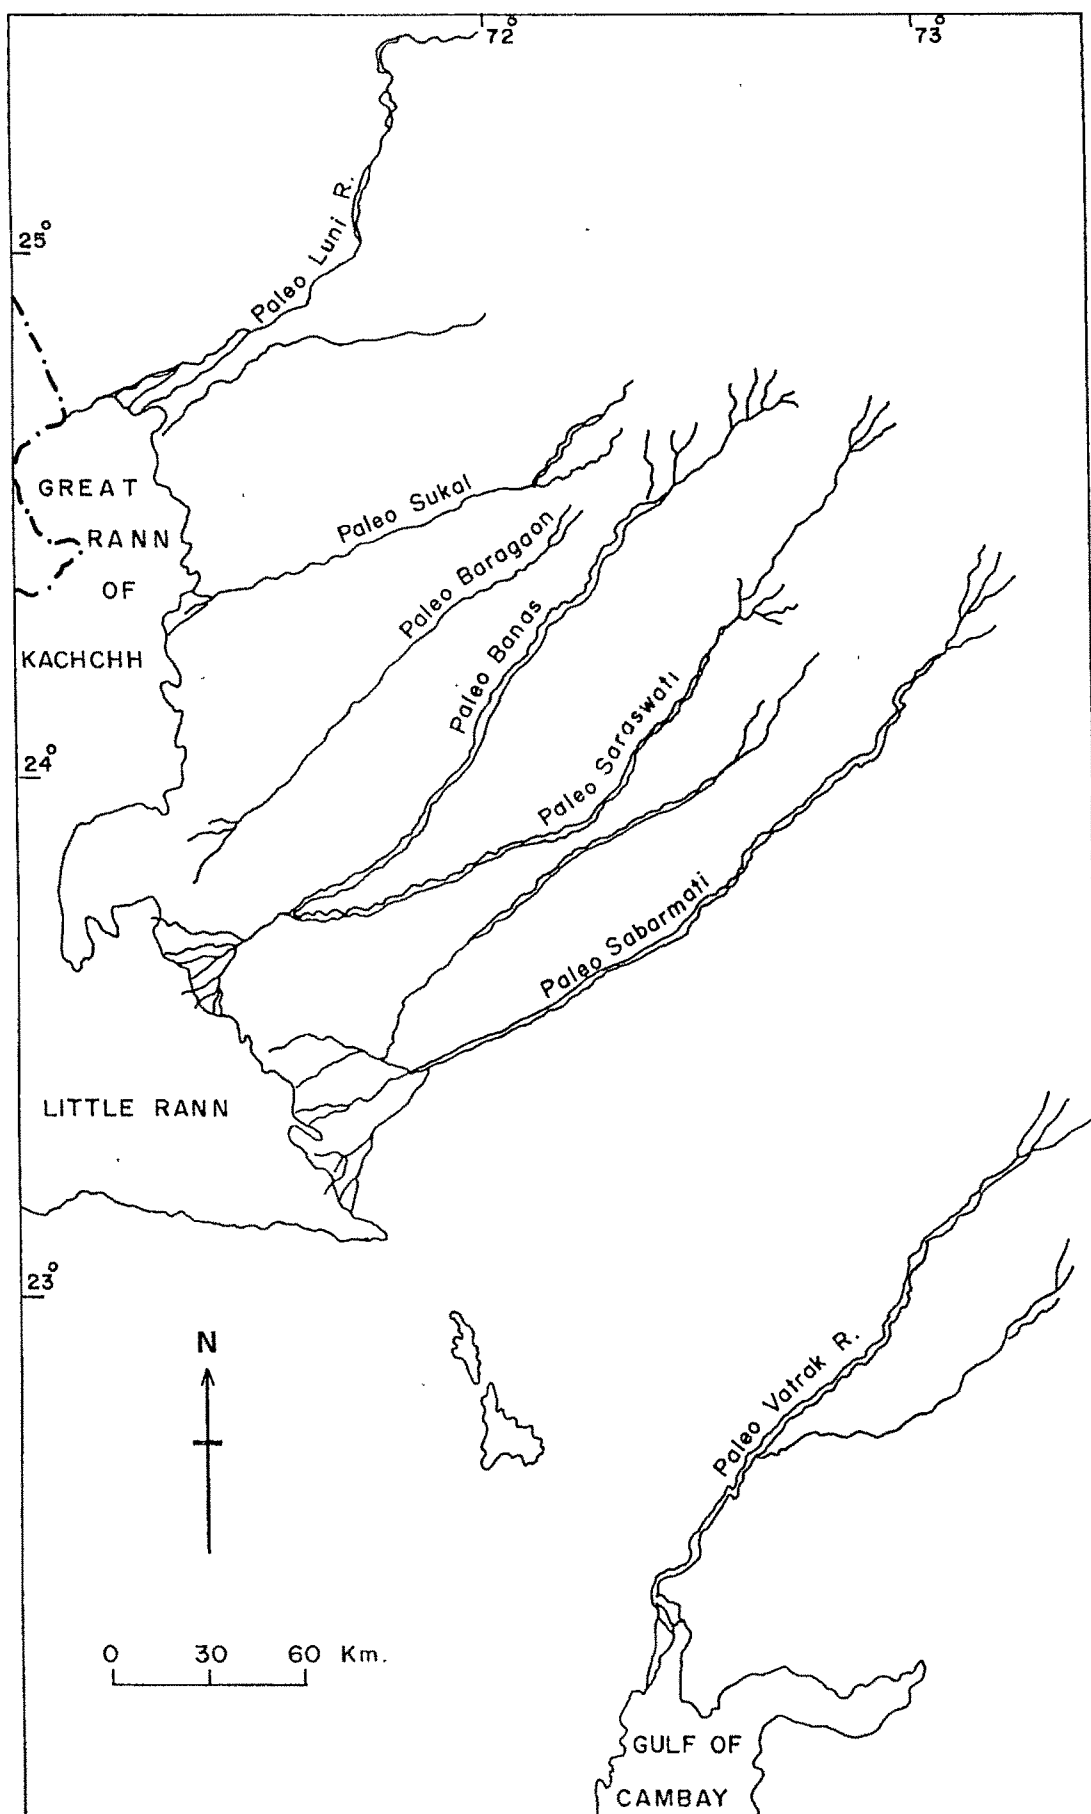 72°
73°
25°
Paleo Luni R.
GREAT
RANN
OF
KACHCHH
Paleo Sukal
Paleo Baragaon
Paleo Banas
Paleo Saraswati
24°
Paleo Sabarmati
LITTLE RANN
23°
N
Paleo Vatrak R.
0 30 60 Km.
GULF OF
CAMBAY